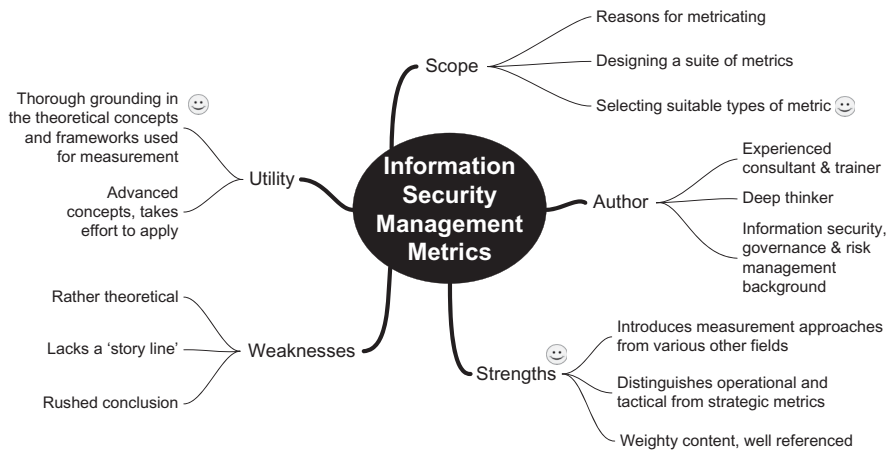 Information
Security
Management
Metrics
Scope
Reasons for metricating
Designing a suite of metrics
Selecting suitable types of metric
Author
Experienced
consultant & trainer
Deep thinker
Information security,
governance & risk
management
background
Strengths
Introduces measurement approaches
from various other fields
Distinguishes operational and
tactical from strategic metrics
Weighty content, well referenced
Weaknesses
Rather theoretical
Lacks a ‘story line’
Rushed conclusion
Utility
Thorough grounding in
the theoretical concepts
and frameworks used
for measurement
Advanced
concepts, takes
effort to apply